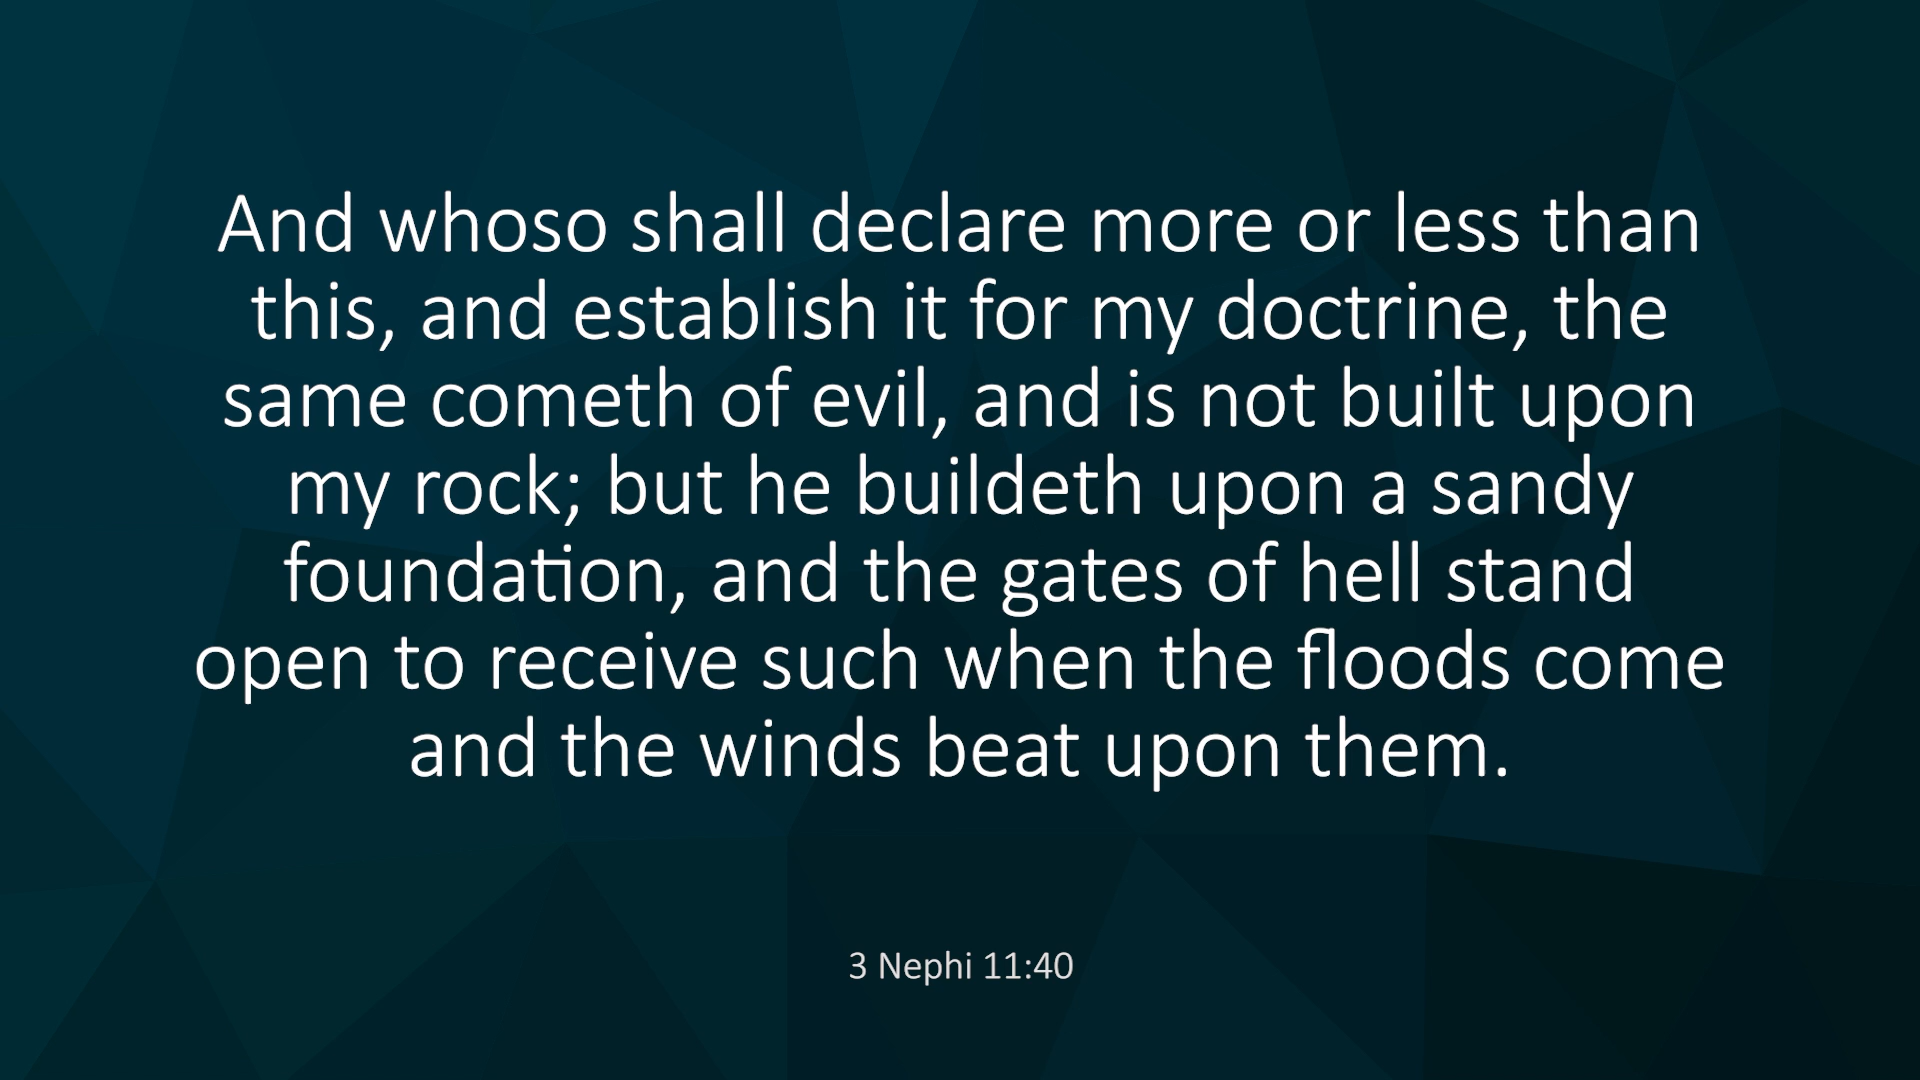 And whoso shall declare more or less than
this, and establish it for my doctrine, the
same cometh of evil, and is not built upon
my rock; but he buildeth upon a sandy
foundation, and the gates of hell stand
open to receive such when the floods come
and the winds beat upon them.
3 Nephi 11:40